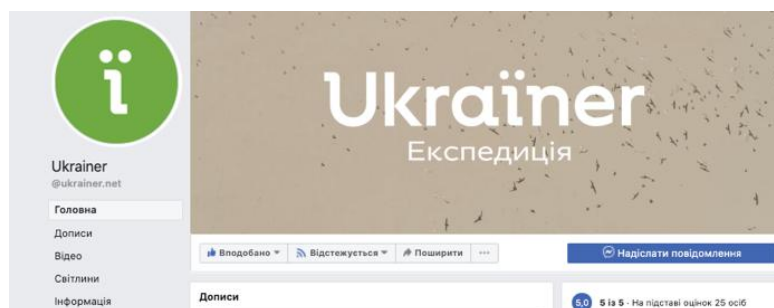 ї
Ukraїner
Експедиція
Ukrainer
@ukrainer.net
Головна
Дописи
Відео
Світлини
Інформація
Вподобано
Відстежується
Поширити
Надіслати повідомлення
Дописи
5,0
5 із 5 · На підставі оцінок 25 осіб